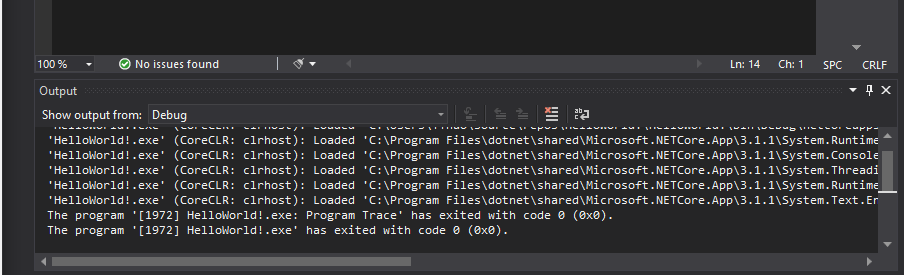 100 %
No issues found
Ln: 14 Ch: 1 SPC CRLF
Output
Show output from: Debug
'HelloWorld!.exe' (CoreCLR: clrhost): Loaded
'HelloWorld!.exe' (CoreCLR: clrhost): Loaded 'C:\Program Files\dotnet\shared\Microsoft.NETCore.App\3.1.1\System.Runtime
'HelloWorld!.exe' (CoreCLR: clrhost): Loaded 'C:\Program Files\dotnet\shared\Microsoft.NETCore.App\3.1.1\System.Console
'HelloWorld!.exe' (CoreCLR: clrhost): Loaded 'C:\Program Files\dotnet\shared\Microsoft.NETCore.App\3.1.1\System.Threadi
'HelloWorld!.exe' (CoreCLR: clrhost): Loaded 'C:\Program Files\dotnet\shared\Microsoft.NETCore.App\3.1.1\System.Runtime
'HelloWorld!.exe' (CoreCLR: clrhost): Loaded 'C:\Program Files\dotnet\shared\Microsoft.NETCore.App\3.1.1\System.Text.En
The program '[1972] HelloWorld!.exe: Program Trace' has exited with code 0 (0x0).
The program '[1972] HelloWorld!.exe' has exited with code 0 (0x0).